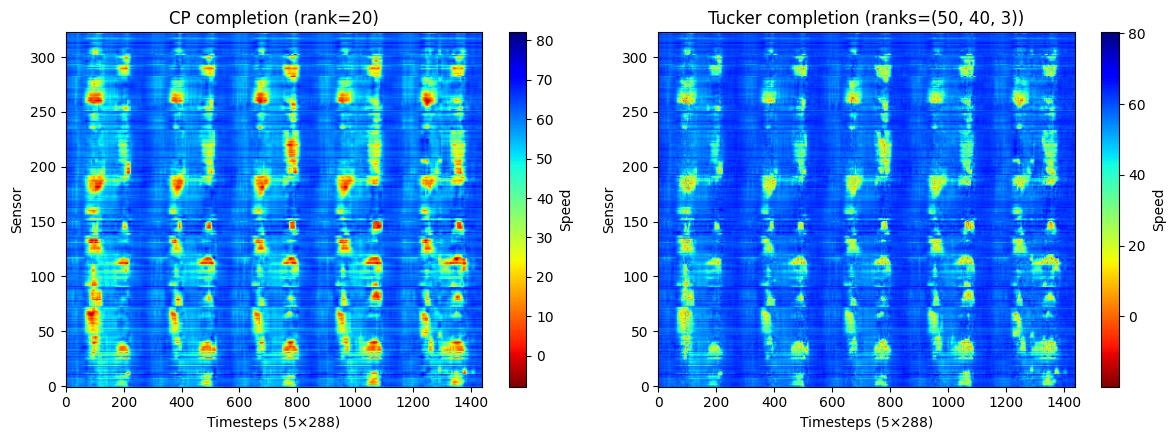 CP completion (rank=20)
Tucker completion (ranks=(50, 40, 3))
Sensor
300
250
200
150
100
50
0
0 200 400 600 800 1000 1200 1400
Timesteps (5×288)
80
70
60
50
40
30
20
10
0
Speed
Sensor
300
250
200
150
100
50
0
0 200 400 600 800 1000 1200 1400
Timesteps (5×288)
80
60
40
20
0
Speed